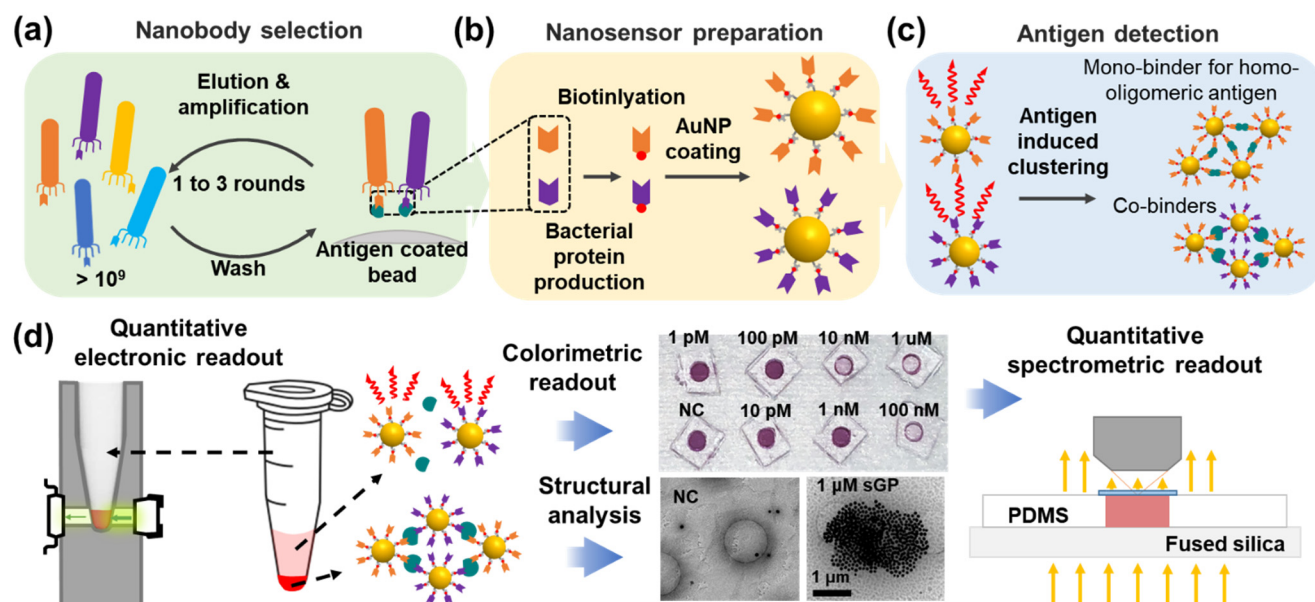 (a)
Nanobody selection
Elution &
amplification
1 to 3 rounds
Wash
> 10⁹
Antigen coated
bead
(b)
Nanosensor preparation
Biotinlyation
AuNP
coating
Bacterial
protein
production
(c)
Antigen detection
Mono-binder for homo-
oligomeric antigen
Antigen
induced
clustering
Co-binders
(d)
Quantitative
electronic readout
Colorimetric
readout
Structural
analysis
1 pM 100 pM 10 nM 1 uM
NC 10 pM 1 nM 100 nM
NC
1 µM sGP
1 µm
Quantitative
spectrometric readout
PDMS
Fused silica